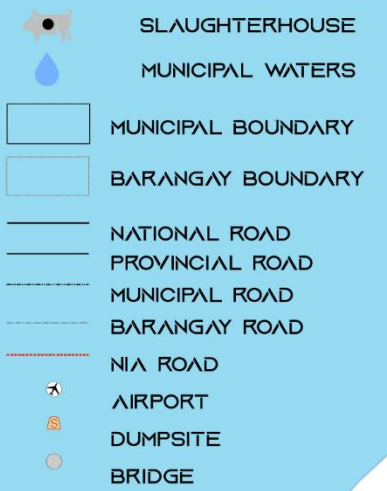 SLAUGHTERHOUSE
MUNICIPAL WATERS
MUNICIPAL BOUNDARY
BARANGAY BOUNDARY
NATIONAL ROAD
PROVINCIAL ROAD
MUNICIPAL ROAD
BARANGAY ROAD
NIA ROAD
AIRPORT
S
DUMPSITE
BRIDGE